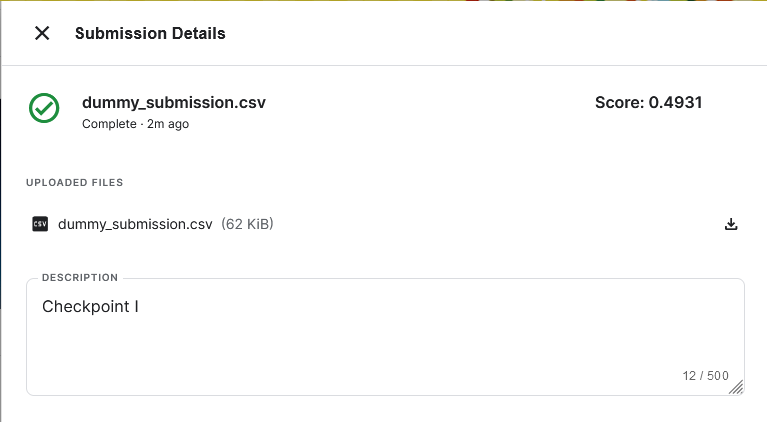 Submission Details
dummy_submission.csv
Score: 0.4931
Complete · 2m ago
UPLOADED FILES
CSV
dummy_submission.csv (62 KiB)
DESCRIPTION
Checkpoint I
12 / 500